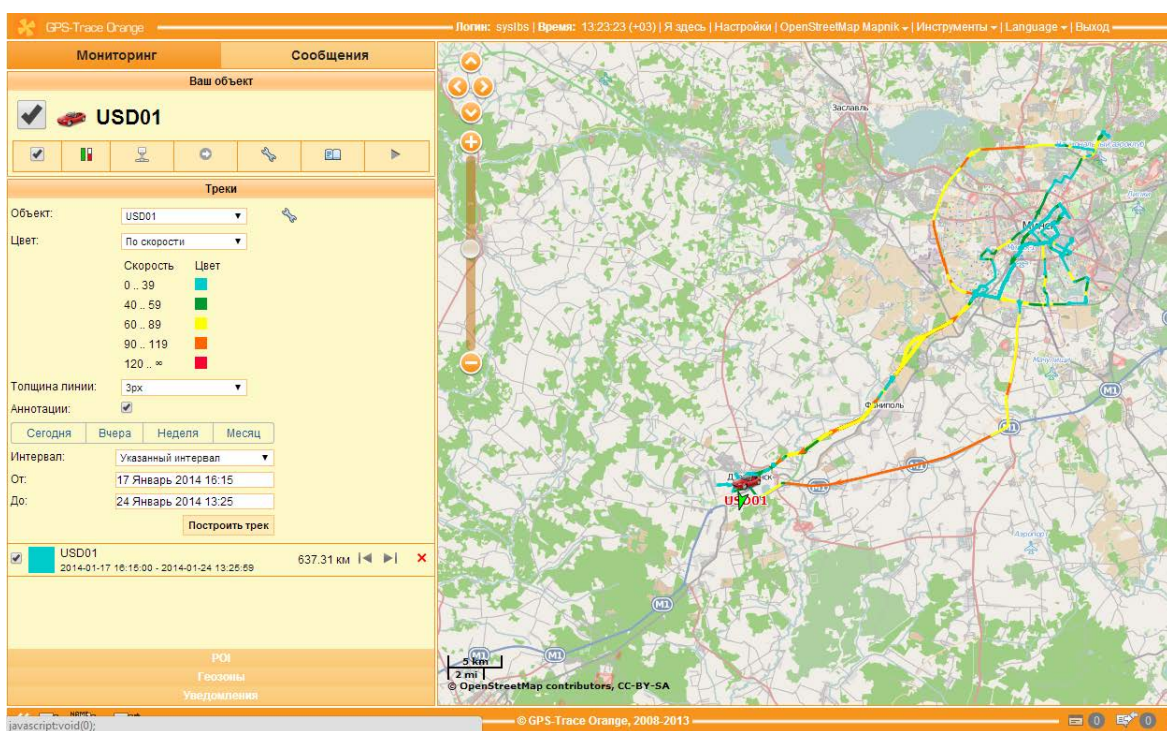 GPS-Trace Orange
Логин: syslbs | Время: 13:23:23 (+03) | Я здесь | Настройки | OpenStreetMap Mapnik | Инструменты | Language | Выход
Мониторинг Сообщения
Ваш объект
USD01
Треки
Объект: USD01
Цвет: По скорости
Скорость Цвет
0 .. 39
40 .. 59
60 .. 89
90 .. 119
120 .. ∞
Толщина линии: 3px
Аннотации:
Сегодня Вчера Неделя Месяц
Интервал: Указанный интервал
От: 17 Январь 2014 16:15
До: 24 Январь 2014 13:25
Построить трек
USD01
2014-01-17 16:15:00 - 2014-01-24 13:25:59
637.31 км
POI
Геозоны
Уведомления
javascript:void(0);
Заславль
Фаниполь
USD01
M1
M1
M1
M1
5 km
2 mi
© OpenStreetMap contributors, CC-BY-SA
© GPS-Trace Orange, 2008-2013
0
0